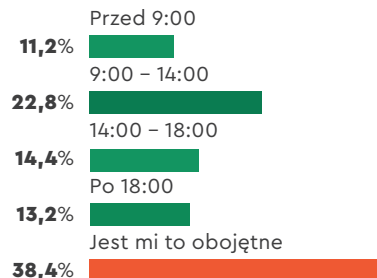 Przed 9:00
11,2%
9:00 – 14:00
22,8%
14:00 – 18:00
14,4%
Po 18:00
13,2%
Jest mi to obojętne
38,4%